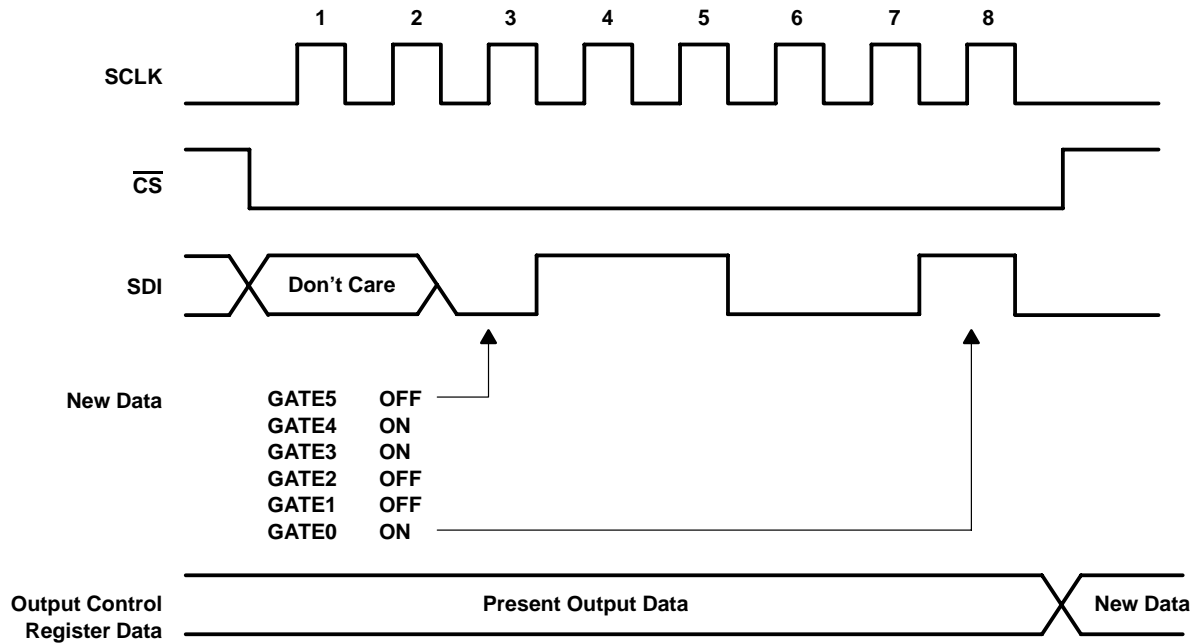 1 2 3 4 5 6 7 8
SCLK
CS
SDI
Don't Care
New Data
GATE5 OFF
GATE4 ON
GATE3 ON
GATE2 OFF
GATE1 OFF
GATE0 ON
Output Control
Register Data
Present Output Data
New Data